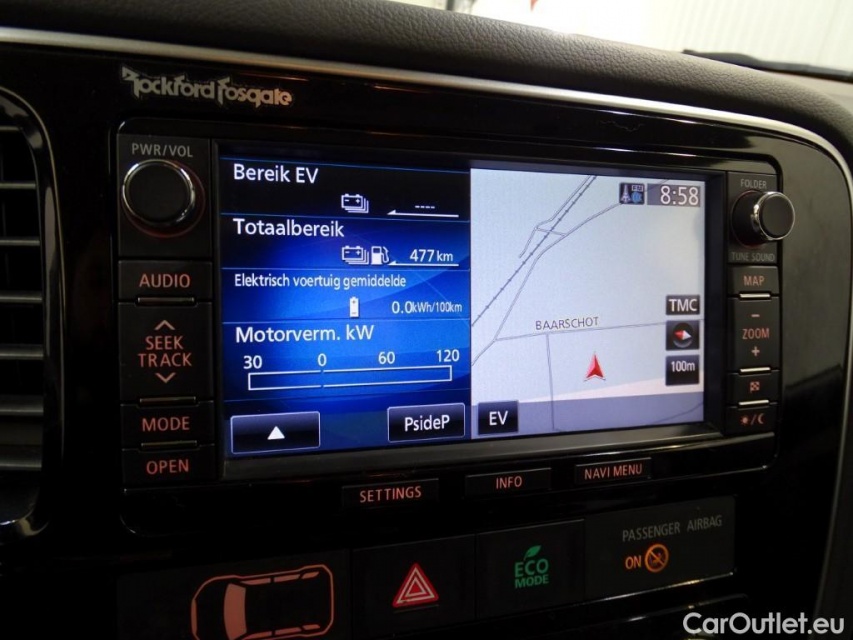 Rockford Fosgate
PWR/VOL
AUDIO
SEEK
TRACK
MODE
OPEN
Bereik EV
----
Totaalbereik
477km
Elektrisch voertuig gemiddelde
0.0kWh/100km
Motorverm. kW
30 0 60 120
PsideP
EV
8:58
BAARSCHOT
TMC
100m
FOLDER
TUNE SOUND
MAP
−
ZOOM
+
SETTINGS
INFO
NAVI MENU
ECO
MODE
PASSENGER AIRBAG
ON
CarOutlet.eu